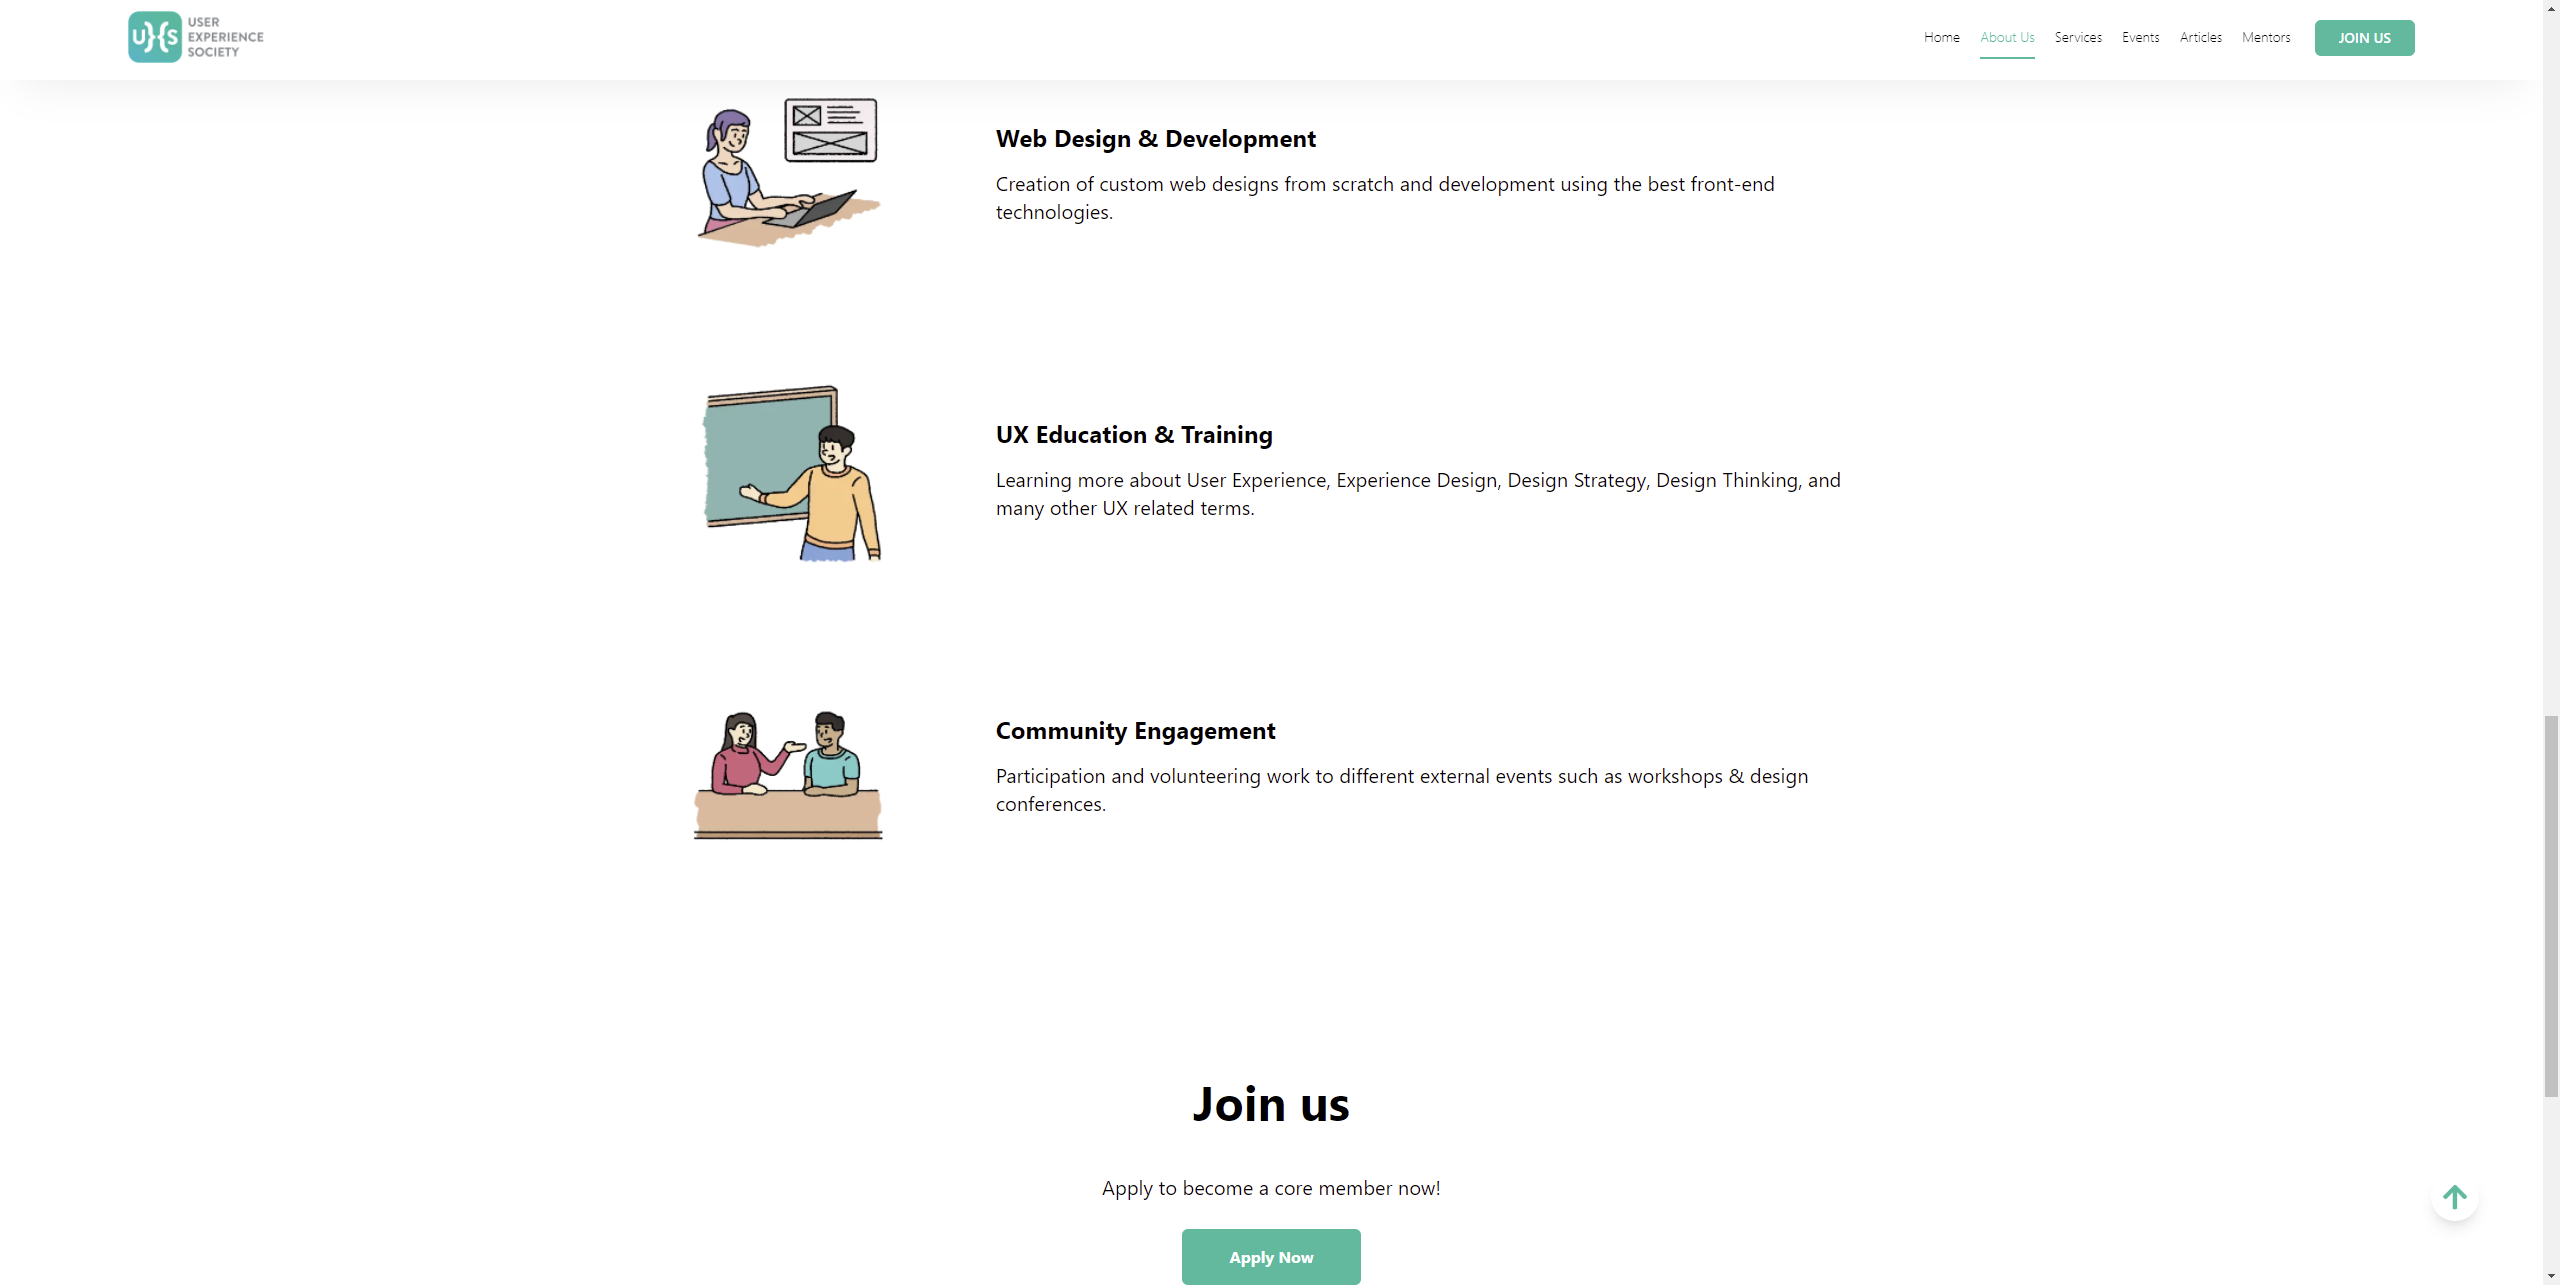 UXS
USER
EXPERIENCE
SOCIETY
Home About Us Services Events Articles Mentors JOIN US
Web Design & Development
Creation of custom web designs from scratch and development using the best front-end
technologies.
UX Education & Training
Learning more about User Experience, Experience Design, Design Strategy, Design Thinking, and
many other UX related terms.
Community Engagement
Participation and volunteering work to different external events such as workshops & design
conferences.
Join us
Apply to become a core member now!
Apply Now